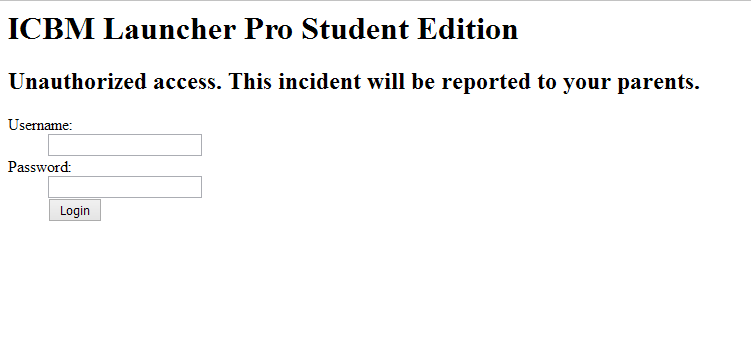 ICBM Launcher Pro Student Edition
Unauthorized access. This incident will be reported to your parents.
Username:
Password:
Login